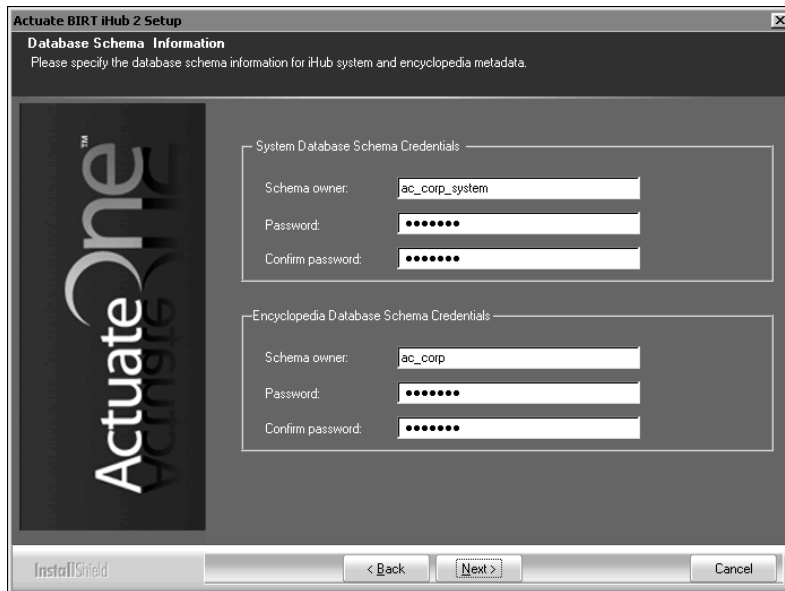 Actuate BIRT iHub 2 Setup
Database Schema Information
Please specify the database schema information for iHub system and encyclopedia metadata.
ActuateOne™
System Database Schema Credentials
Schema owner: ac_corp_system
Password: •••••••
Confirm password: •••••••
Encyclopedia Database Schema Credentials
Schema owner: ac_corp
Password: •••••••
Confirm password: •••••••
InstallShield
< Back
Next >
Cancel